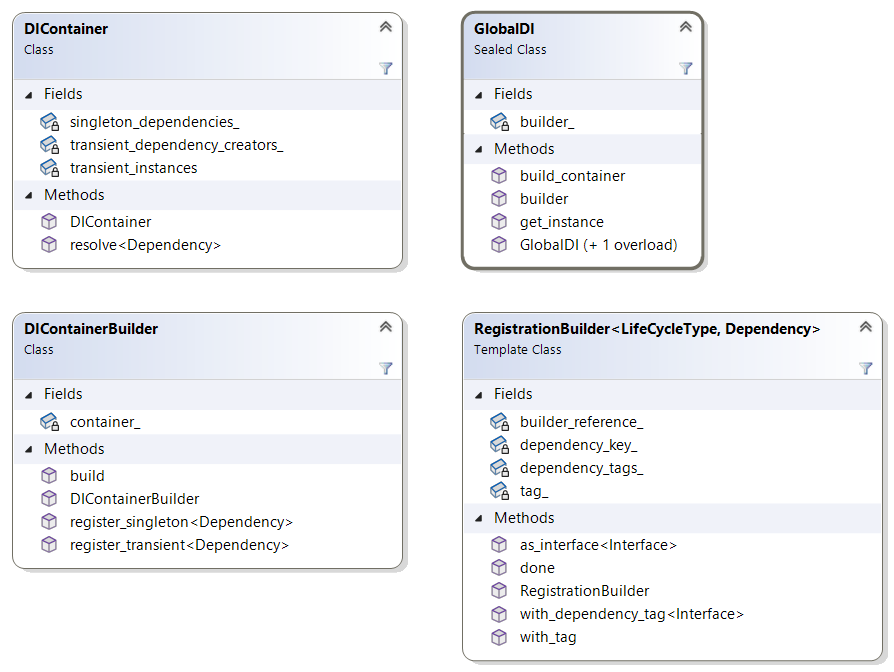 DIContainer
Class
Fields
singleton_dependencies_
transient_dependency_creators_
transient_instances
Methods
DIContainer
resolve<Dependency>
GlobalDI
Sealed Class
Fields
builder_
Methods
build_container
builder
get_instance
GlobalDI (+ 1 overload)
DIContainerBuilder
Class
Fields
container_
Methods
build
DIContainerBuilder
register_singleton<Dependency>
register_transient<Dependency>
RegistrationBuilder<LifeCycleType, Dependency>
Template Class
Fields
builder_reference_
dependency_key_
dependency_tags_
tag_
Methods
as_interface<Interface>
done
RegistrationBuilder
with_dependency_tag<Interface>
with_tag